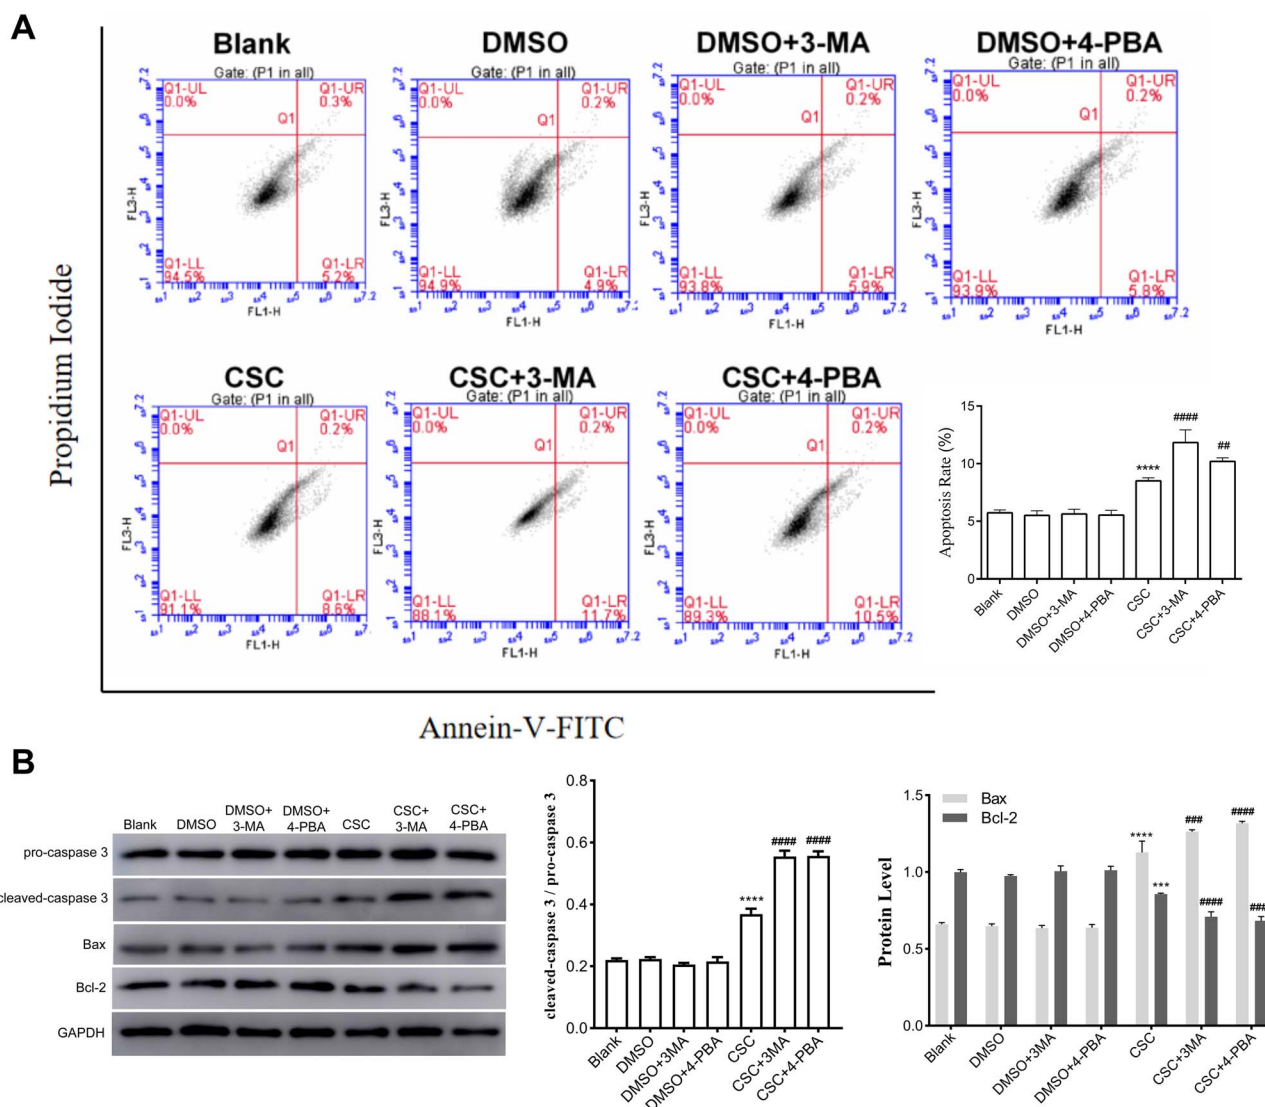 A
Blank
Gate: (P1 in all)
Q1-UL
0.0%
Q1-UR
0.3%
Q1
Q1-LL
94.5%
Q1-LR
5.2%
FL3-H
FL1-H
DMSO
Gate: (P1 in all)
Q1-UL
0.0%
Q1-UR
0.2%
Q1
Q1-LL
94.9%
Q1-LR
4.9%
FL3-H
FL1-H
DMSO+3-MA
Gate: (P1 in all)
Q1-UL
0.0%
Q1-UR
0.2%
Q1
Q1-LL
93.8%
Q1-LR
5.9%
FL3-H
FL1-H
DMSO+4-PBA
Gate: (P1 in all)
Q1-UL
0.0%
Q1-UR
0.2%
Q1
Q1-LL
93.9%
Q1-LR
5.8%
FL3-H
FL1-H
Propidium Iodide
CSC
Gate: (P1 in all)
Q1-UL
0.0%
Q1-UR
0.2%
Q1
Q1-LL
91.1%
Q1-LR
8.6%
FL3-H
FL1-H
CSC+3-MA
Gate: (P1 in all)
Q1-UL
0.0%
Q1-UR
0.2%
Q1
Q1-LL
88.1%
Q1-LR
11.7%
FL3-H
FL1-H
CSC+4-PBA
Gate: (P1 in all)
Q1-UL
0.0%
Q1-UR
0.2%
Q1
Q1-LL
89.3%
Q1-LR
10.5%
FL3-H
FL1-H
Annein-V-FITC
Apoptosis Rate (%)
15
10
5
0
****
####
##
Blank
DMSO
DMSO+3-MA
DMSO+4-PBA
CSC
CSC+3-MA
CSC+4-PBA
B
Blank DMSO DMSO+ 3-MA DMSO+ 4-PBA CSC CSC+ 3-MA CSC+ 4-PBA
pro-caspase 3
cleaved-caspase 3
Bax
Bcl-2
GAPDH
cleaved-caspase 3 / pro-caspase 3
0.8
0.6
0.4
0.2
0.0
****
####
####
Blank
DMSO
DMSO+3MA
DMSO+4-PBA
CSC
CSC+3MA
CSC+4-PBA
Protein Level
1.5
1.0
0.5
0.0
Bax
Bcl-2
****
***
###
####
####
###
Blank
DMSO
DMSO+3MA
DMSO+4-PBA
CSC
CSC+3MA
CSC+4-PBA